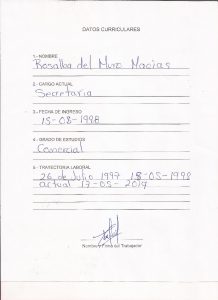 DATOS CURRICULARES
1.- NOMBRE
Rosalba del Muro Macias
2.- CARGO ACTUAL
Secretaria
3.- FECHA DE INGRESO
15-08-1998
4.- GRADO DE ESTUDIOS
Comercial
5.- TRAYECTORIA LABORAL
26 de Julio 1997 18-05-1998
actual 17-05-2017
Nombre y Firma del Trabajador